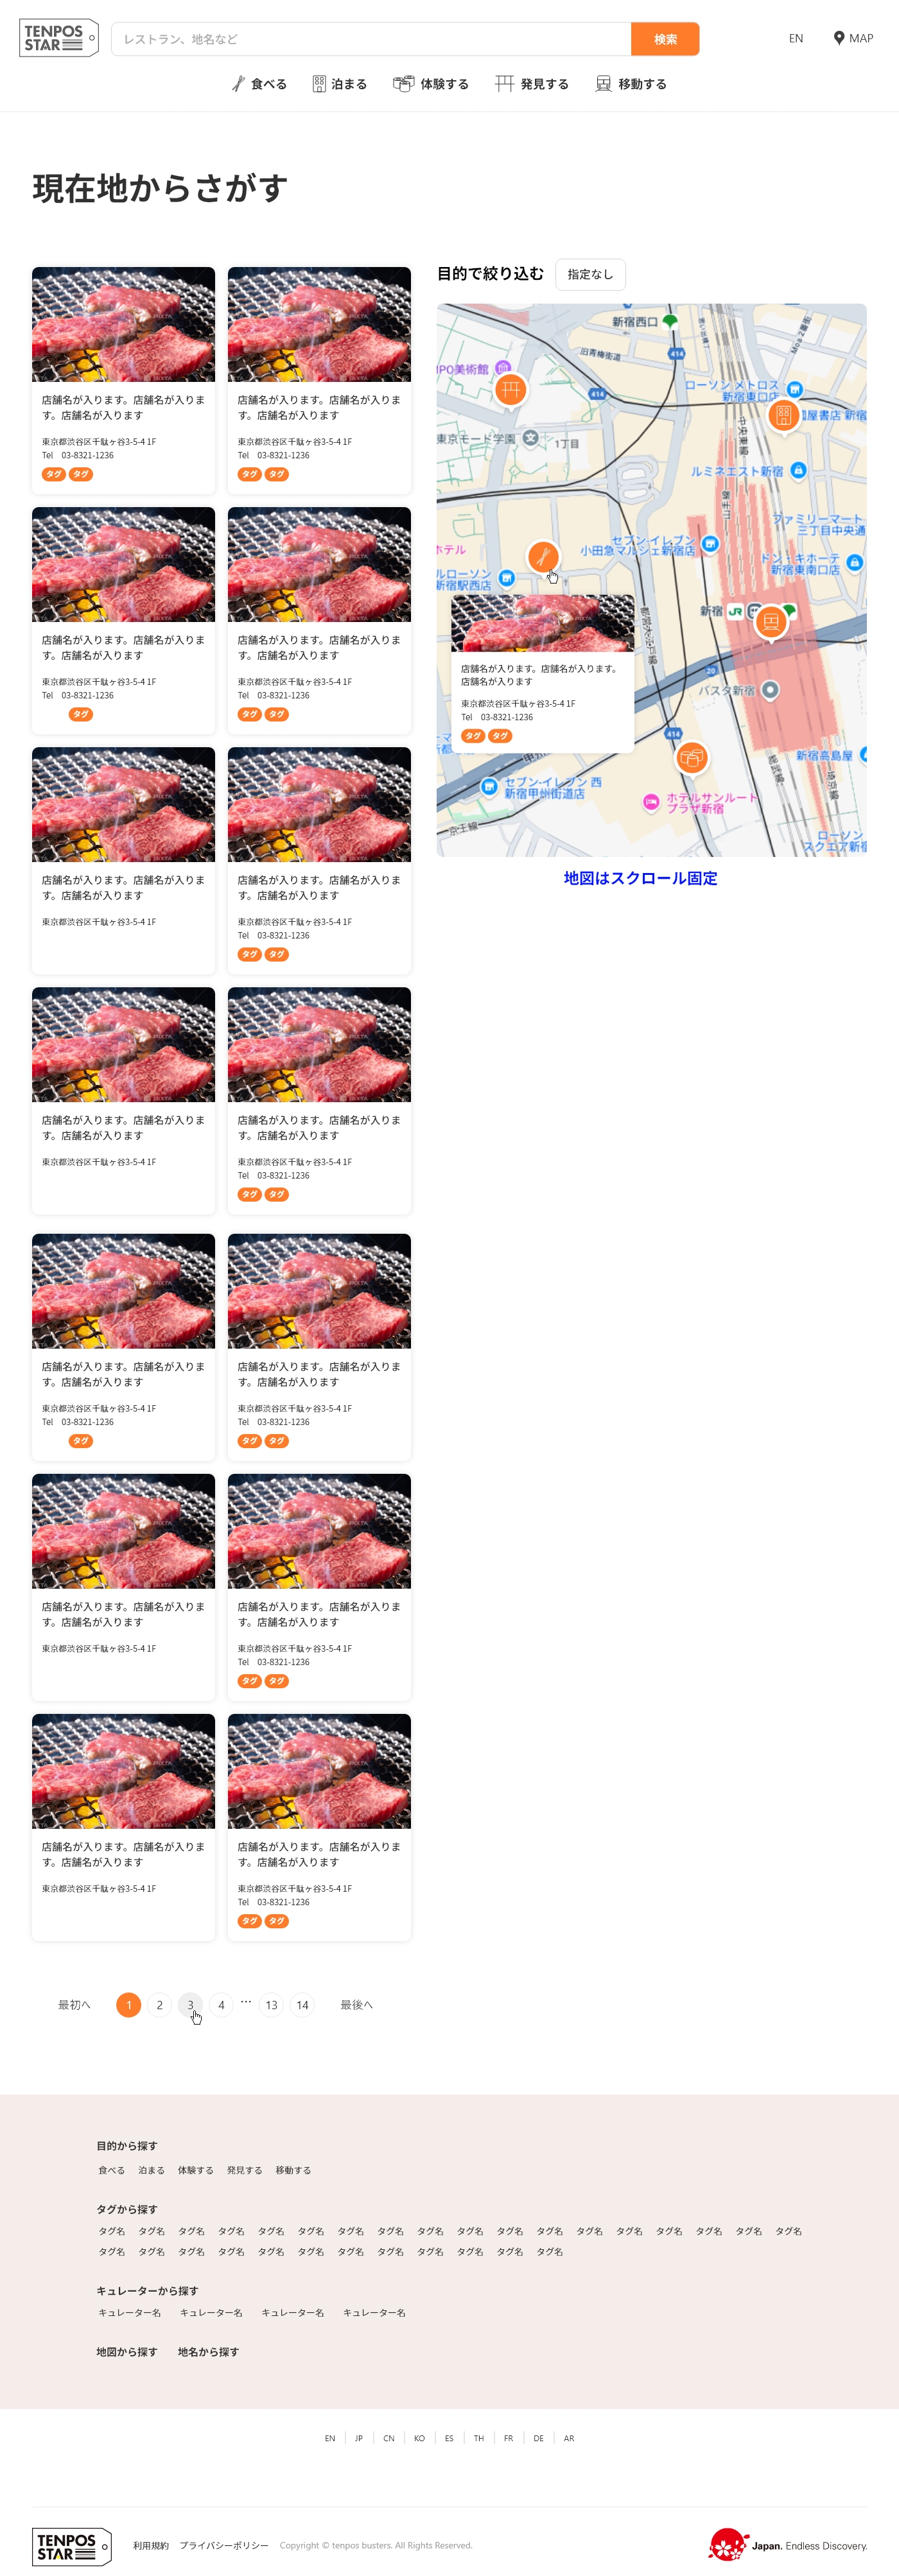 TENPOS
STAR
レストラン、地名など
検索
EN
MAP
食べる
泊まる
体験する
発見する
移動する
現在地からさがす
店舗名が入ります。店舗名が入りま
す。店舗名が入ります
東京都渋谷区千駄ヶ谷3-5-4 1F
Tel 03-8321-1236
タグ タグ
店舗名が入ります。店舗名が入りま
す。店舗名が入ります
東京都渋谷区千駄ヶ谷3-5-4 1F
Tel 03-8321-1236
タグ タグ
店舗名が入ります。店舗名が入りま
す。店舗名が入ります
東京都渋谷区千駄ヶ谷3-5-4 1F
Tel 03-8321-1236
タグ
店舗名が入ります。店舗名が入りま
す。店舗名が入ります
東京都渋谷区千駄ヶ谷3-5-4 1F
Tel 03-8321-1236
タグ タグ
店舗名が入ります。店舗名が入りま
す。店舗名が入ります
東京都渋谷区千駄ヶ谷3-5-4 1F
店舗名が入ります。店舗名が入りま
す。店舗名が入ります
東京都渋谷区千駄ヶ谷3-5-4 1F
Tel 03-8321-1236
タグ タグ
店舗名が入ります。店舗名が入りま
す。店舗名が入ります
東京都渋谷区千駄ヶ谷3-5-4 1F
店舗名が入ります。店舗名が入りま
す。店舗名が入ります
東京都渋谷区千駄ヶ谷3-5-4 1F
Tel 03-8321-1236
タグ タグ
店舗名が入ります。店舗名が入りま
す。店舗名が入ります
東京都渋谷区千駄ヶ谷3-5-4 1F
Tel 03-8321-1236
タグ
店舗名が入ります。店舗名が入りま
す。店舗名が入ります
東京都渋谷区千駄ヶ谷3-5-4 1F
Tel 03-8321-1236
タグ タグ
店舗名が入ります。店舗名が入りま
す。店舗名が入ります
東京都渋谷区千駄ヶ谷3-5-4 1F
店舗名が入ります。店舗名が入りま
す。店舗名が入ります
東京都渋谷区千駄ヶ谷3-5-4 1F
Tel 03-8321-1236
タグ タグ
店舗名が入ります。店舗名が入りま
す。店舗名が入ります
東京都渋谷区千駄ヶ谷3-5-4 1F
店舗名が入ります。店舗名が入りま
す。店舗名が入ります
東京都渋谷区千駄ヶ谷3-5-4 1F
Tel 03-8321-1236
タグ タグ
目的で絞り込む
指定なし
新宿西口
旧青梅街道
414
Moa2番街
MPO美術館
414
ローソン メトロス
新宿東口店
東京モード学園
1丁目
中央東線
ルミネエスト新宿
山手線
ファミリーマート
三丁目中央通
セブン-イレブン
小田急マルシェ新宿店
ホテル
ドン・キホーテ
新宿東南口店
ルローソン
新宿駅西店
新宿 JR
店舗名が入ります。店舗名が入ります。
店舗名が入ります
東京都渋谷区千駄ヶ谷3-5-4 1F
Tel 03-8321-1236
タグ タグ
都営大江戸線
20
バスタ新宿
414
新宿高島屋
セブン-イレブン 西
新宿甲州街道店
ホテルサンルート
プラザ新宿
総武線
埼京線
京王線
ローソン
スクエア新宿
地図はスクロール固定
最初へ 1 2 3 4 … 13 14 最後へ
目的から探す
食べる 泊まる 体験する 発見する 移動する
タグから探す
タグ名 タグ名 タグ名 タグ名 タグ名 タグ名 タグ名 タグ名 タグ名 タグ名 タグ名 タグ名 タグ名 タグ名 タグ名 タグ名 タグ名 タグ名
タグ名 タグ名 タグ名 タグ名 タグ名 タグ名 タグ名 タグ名 タグ名 タグ名 タグ名 タグ名
キュレーターから探す
キュレーター名 キュレーター名 キュレーター名 キュレーター名
地図から探す 地名から探す
EN JP CN KO ES TH FR DE AR
TENPOS
STAR
利用規約 プライバシーポリシー Copyright © tenpos busters. All Rights Reserved.
Japan. Endless Discovery.